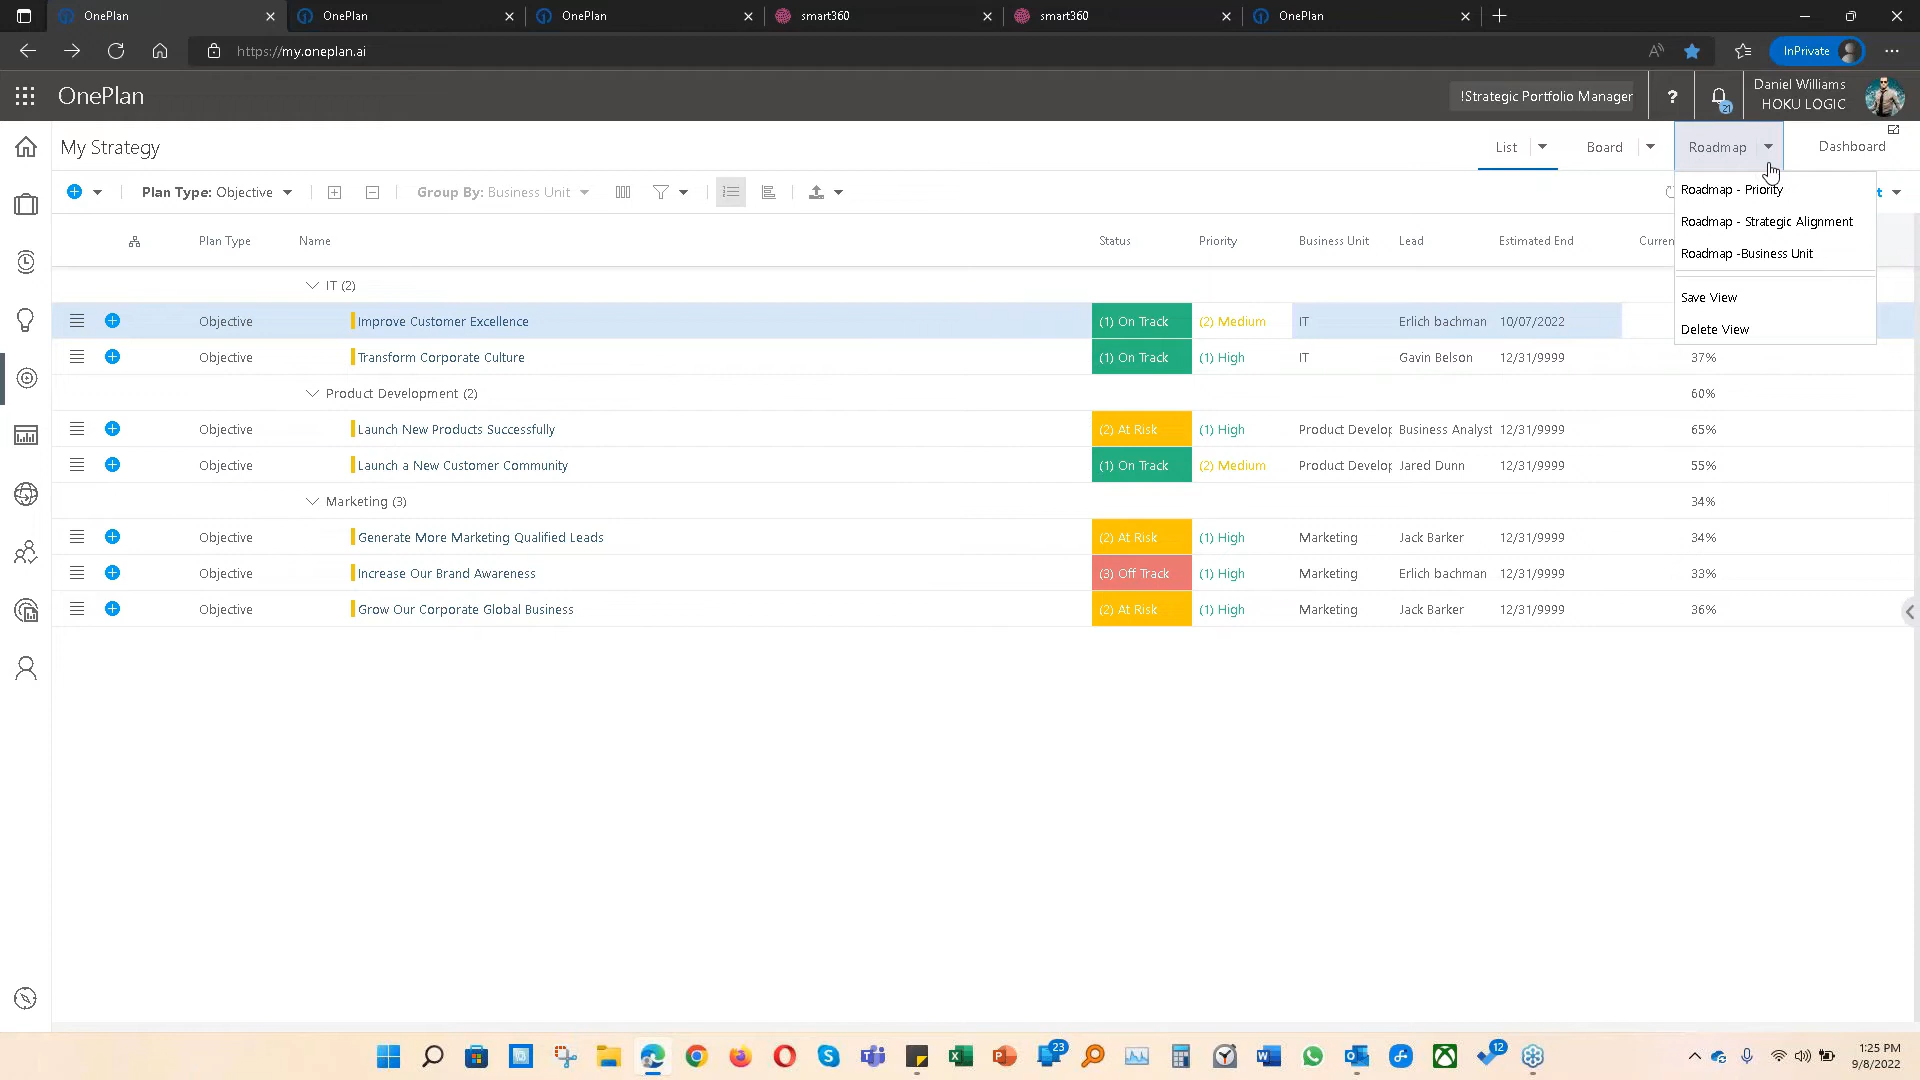 OnePlan
OnePlan
OnePlan
smart360
smart360
OnePlan
https://my.oneplan.ai
InPrivate
OnePlan
!Strategic Portfolio Manager
?
21
Daniel Williams
HOKU LOGIC
My Strategy
List
Board
Roadmap
Dashboard
Plan Type: Objective
Group By: Business Unit
Roadmap - Priority
Roadmap - Strategic Alignment
Roadmap -Business Unit
Save View
Delete View
Plan Type Name Status Priority Business Unit Lead Estimated End Curren
IT (2)
Objective Improve Customer Excellence (1) On Track (2) Medium IT Erlich bachman 10/07/2022
Objective Transform Corporate Culture (1) On Track (1) High IT Gavin Belson 12/31/9999 37%
Product Development (2) 60%
Objective Launch New Products Successfully (2) At Risk (1) High Product Develop Business Analyst 12/31/9999 65%
Objective Launch a New Customer Community (1) On Track (2) Medium Product Develop Jared Dunn 12/31/9999 55%
Marketing (3) 34%
Objective Generate More Marketing Qualified Leads (2) At Risk (1) High Marketing Jack Barker 12/31/9999 34%
Objective Increase Our Brand Awareness (3) Off Track (1) High Marketing Erlich bachman 12/31/9999 33%
Objective Grow Our Corporate Global Business (2) At Risk (1) High Marketing Jack Barker 12/31/9999 36%
23
12
1:25 PM
9/8/2022